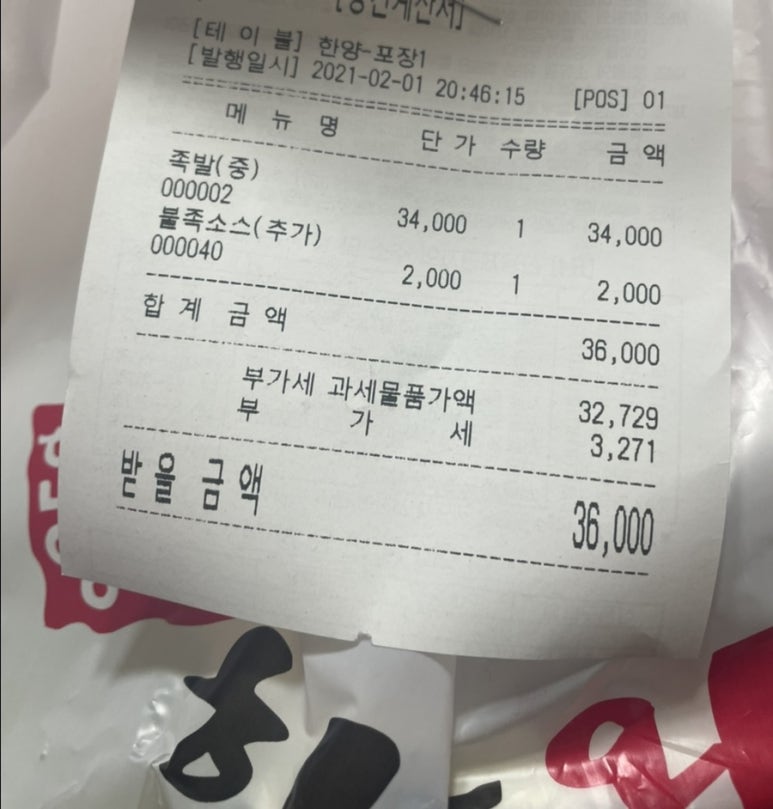 [테 이 블] 한양-포장1
[발행일시] 2021-02-01 20:46:15 [POS] 01
메 뉴 명 단 가 수량 금 액
족발(중)
000002 34,000 1 34,000
불족소스(추가)
000040 2,000 1 2,000
합 계 금 액 36,000
부가세 과세물품가액 32,729
부 가 세 3,271
받을 금액 36,000